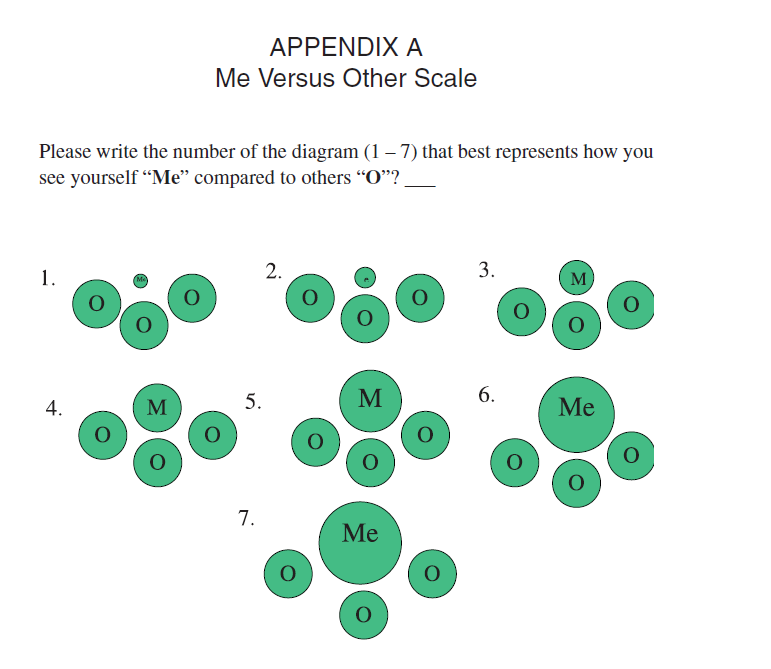 APPENDIX A
Me Versus Other Scale
Please write the number of the diagram (1 – 7) that best represents how you
see yourself “Me” compared to others “O”? ___
1.
Me
O
O
O
2.
O
O
O
3.
M
O
O
O
4.
M
O
O
O
5.
M
O
O
O
6.
Me
O
O
O
7.
Me
O
O
O